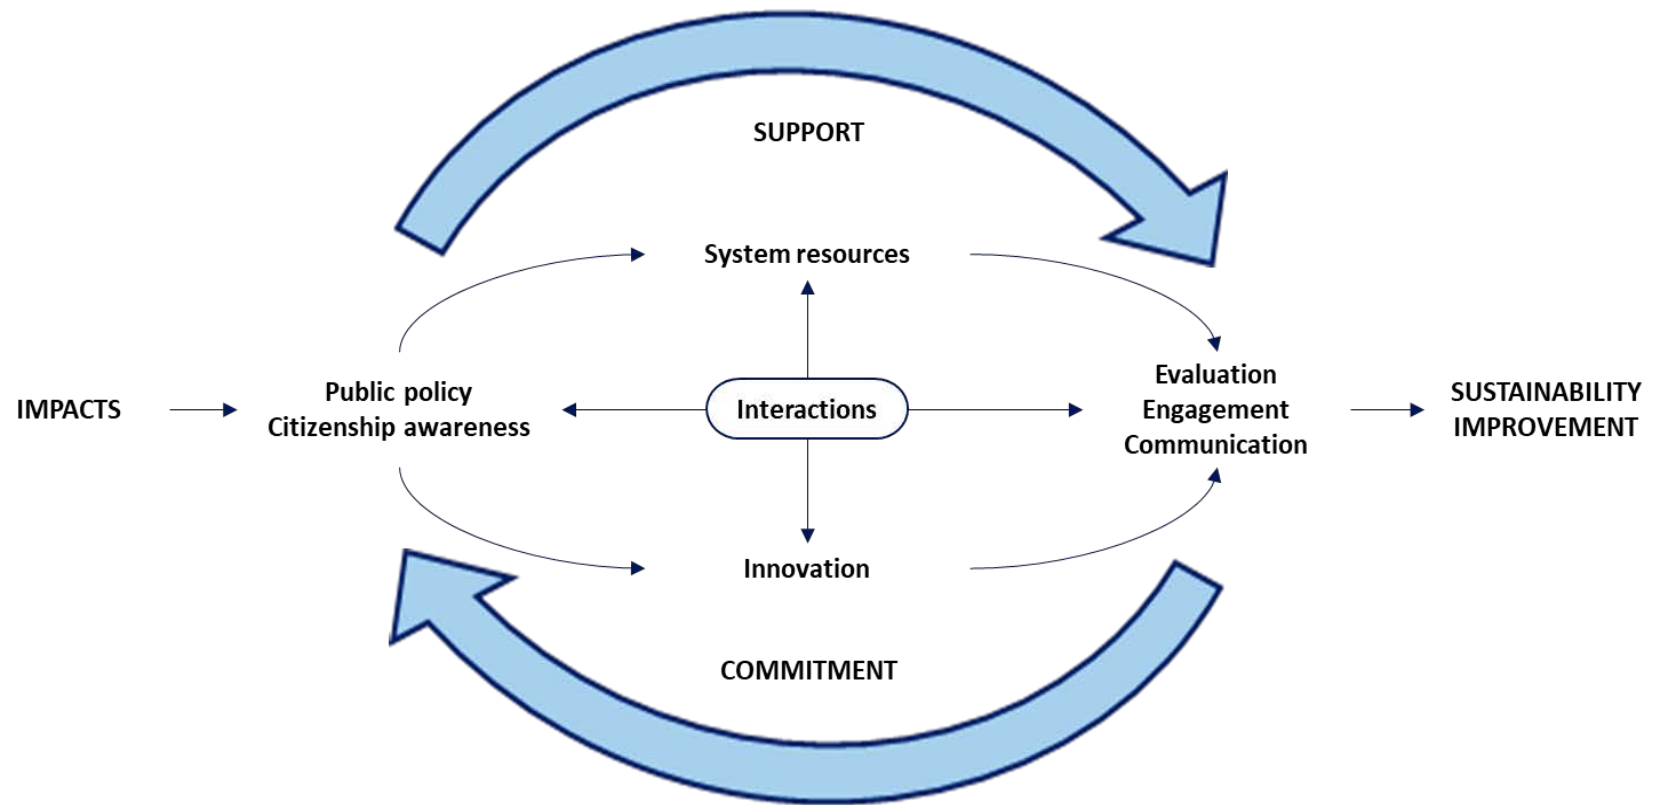 SUPPORT
System resources
IMPACTS
Public policy
Citizenship awareness
Interactions
Evaluation
Engagement
Communication
SUSTAINABILITY
IMPROVEMENT
Innovation
COMMITMENT